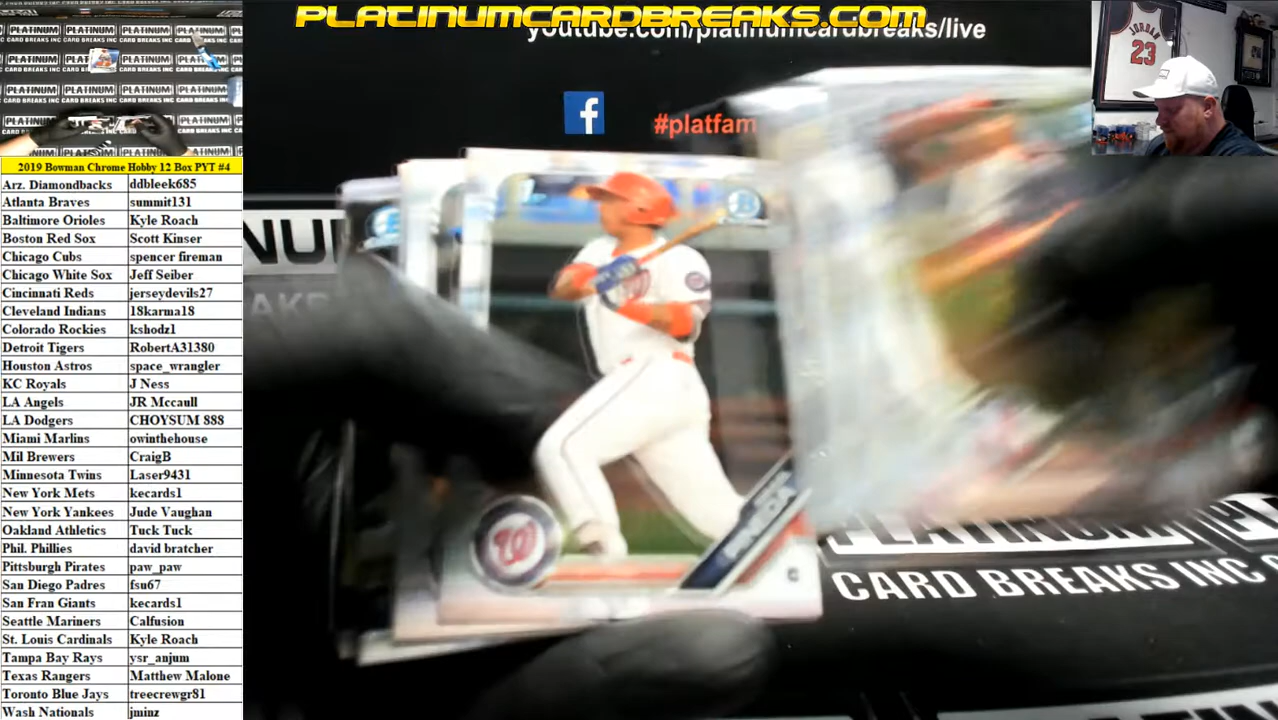 PLATINUMCARDBREAKS.COM
youtube.com/platinumcardbreaks/live
#platfam
JORDAN
23
2019 Bowman Chrome Hobby 12 Box PYT #4
Arz. Diamondbacks ddbleek685
Atlanta Braves summit131
Baltimore Orioles Kyle Roach
Boston Red Sox Scott Kinser
Chicago Cubs spencer fireman
Chicago White Sox Jeff Seiber
Cincinnati Reds jerseydevils27
Cleveland Indians 18karma18
Colorado Rockies kshodz1
Detroit Tigers RobertA31380
Houston Astros space_wrangler
KC Royals J Ness
LA Angels JR Mccaull
LA Dodgers CHOYSUM 888
Miami Marlins owinthehouse
Mil Brewers CraigB
Minnesota Twins Laser9431
New York Mets kecards1
New York Yankees Jude Vaughan
Oakland Athletics Tuck Tuck
Phil. Phillies david bratcher
Pittsburgh Pirates paw_paw
San Diego Padres fsu67
San Fran Giants kecards1
Seattle Mariners Calfusion
St. Louis Cardinals Kyle Roach
Tampa Bay Rays ysr_anjum
Texas Rangers Matthew Malone
Toronto Blue Jays treecrewgr81
Wash Nationals jminz
CARD BREAKS INC